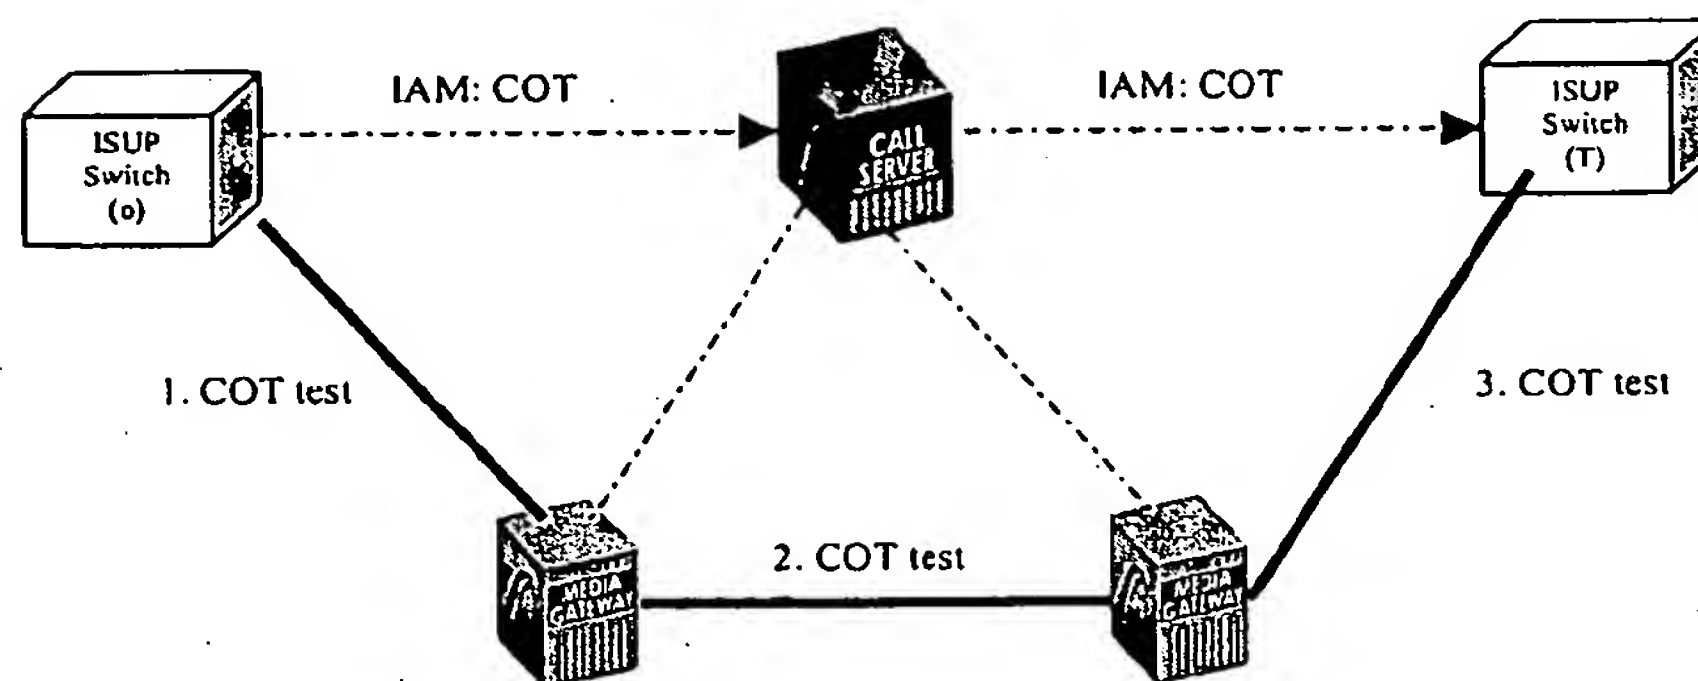 IAM: COT
IAM: COT
ISUP
Switch
(o)
CALL
SERVER
ISUP
Switch
(T)
1. COT test
3. COT test
2. COT test
MEDIA
GATEWAY
MEDIA
GATEWAY